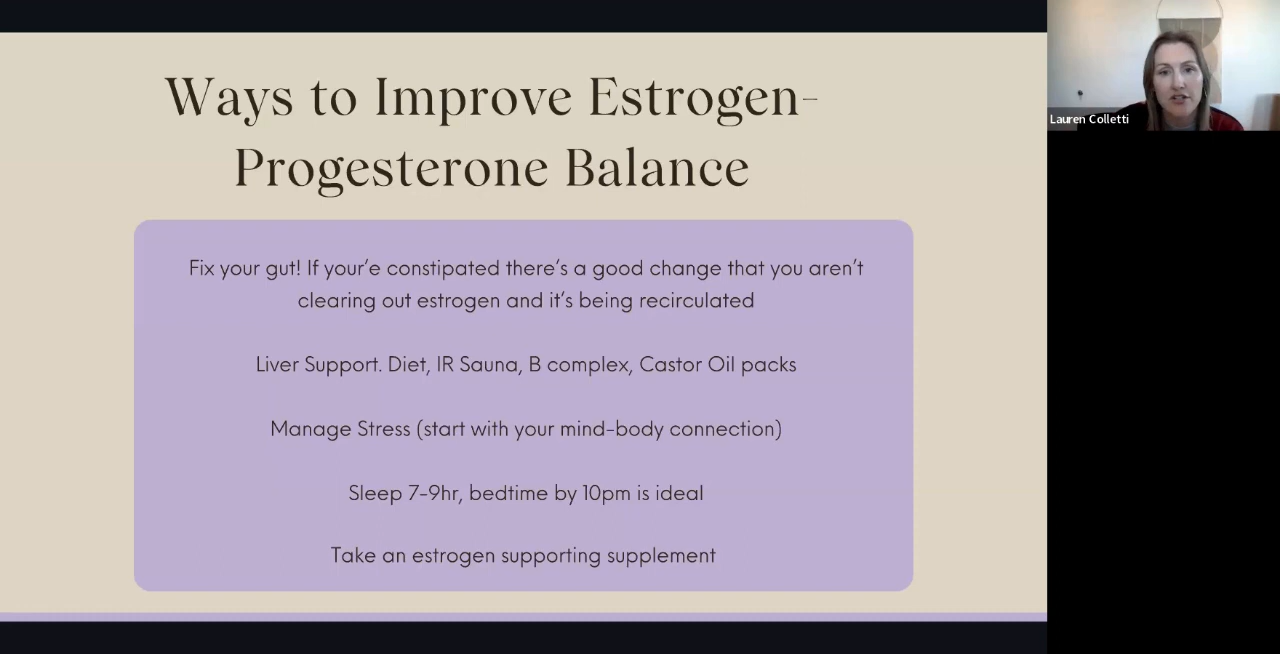 Ways to Improve Estrogen-
Progesterone Balance
Fix your gut! If your'e constipated there's a good change that you aren't
clearing out estrogen and it's being recirculated
Liver Support. Diet, IR Sauna, B complex, Castor Oil packs
Manage Stress (start with your mind-body connection)
Sleep 7-9hr, bedtime by 10pm is ideal
Take an estrogen supporting supplement
Lauren Colletti